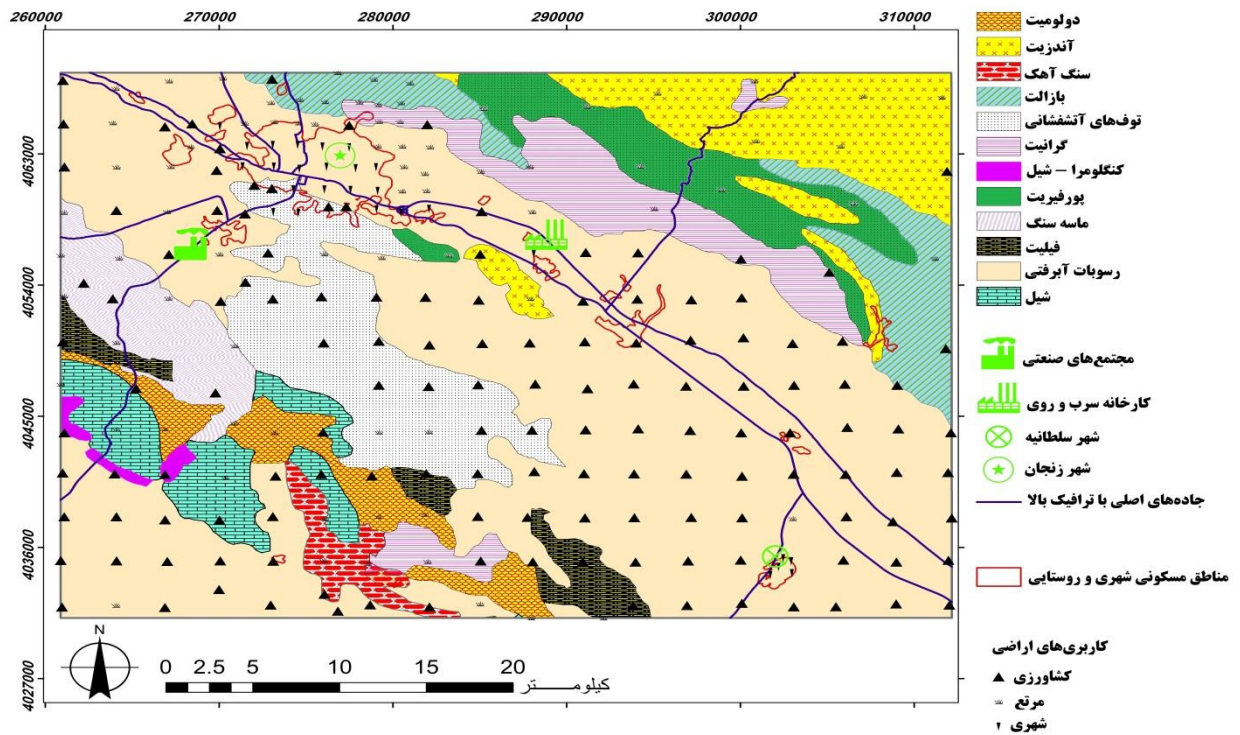 260000 270000 280000 290000 300000 310000
4063000
4054000
4045000
4036000
4027000
N
0 2.5 5 10 15 20
کیلومتر
دولومیت
آندزیت
سنگ آهک
بازالت
توف‌های آتشفشانی
گرانیت
کنگلومرا – شیل
پورفیریت
ماسه سنگ
فیلیت
رسوبات آبرفتی
شیل
مجتمع‌های صنعتی
کارخانه سرب و روی
شهر سلطانیه
شهر زنجان
جاده‌های اصلی با ترافیک بالا
مناطق مسکونی شهری و روستایی
کاربری‌های اراضی
کشاورزی
مرتع
شهری